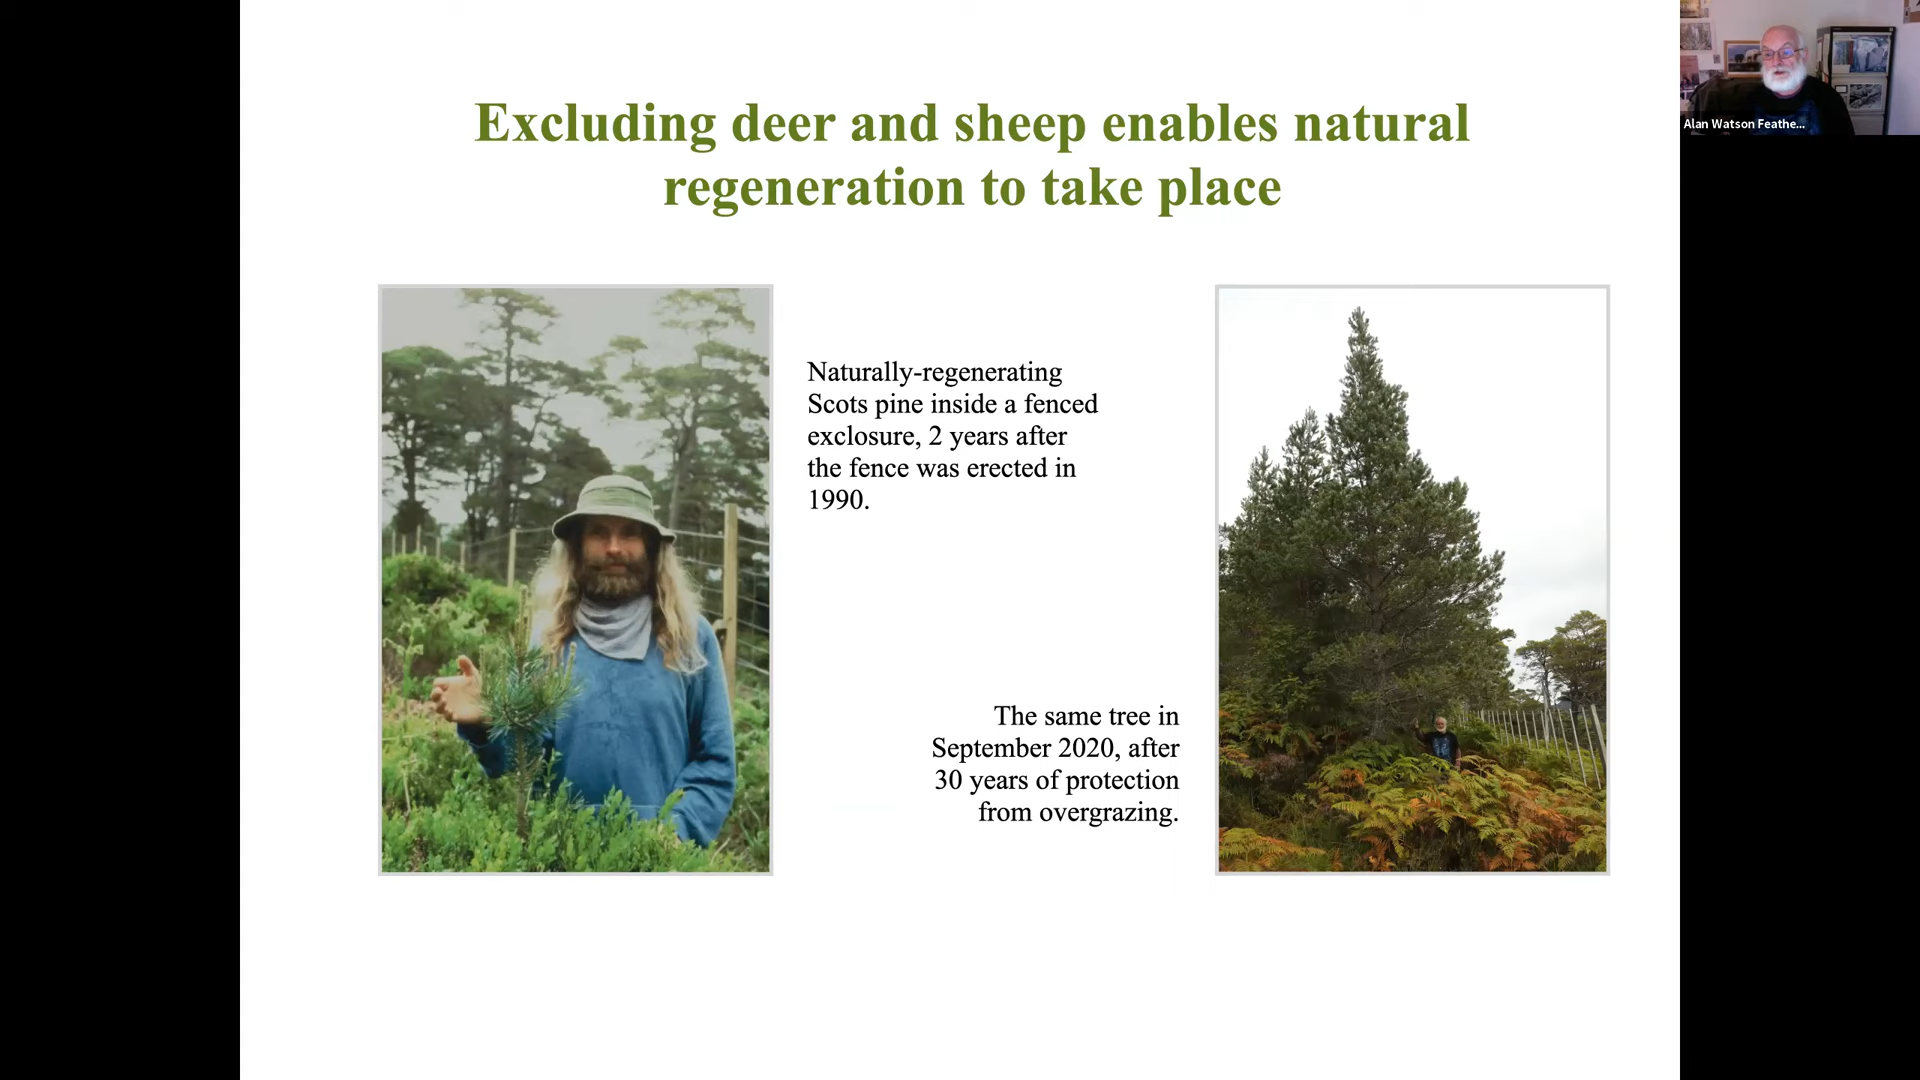 Excluding deer and sheep enables natural
regeneration to take place
Alan Watson Feathe...
Naturally-regenerating
Scots pine inside a fenced
exclosure, 2 years after
the fence was erected in
1990.
The same tree in
September 2020, after
30 years of protection
from overgrazing.